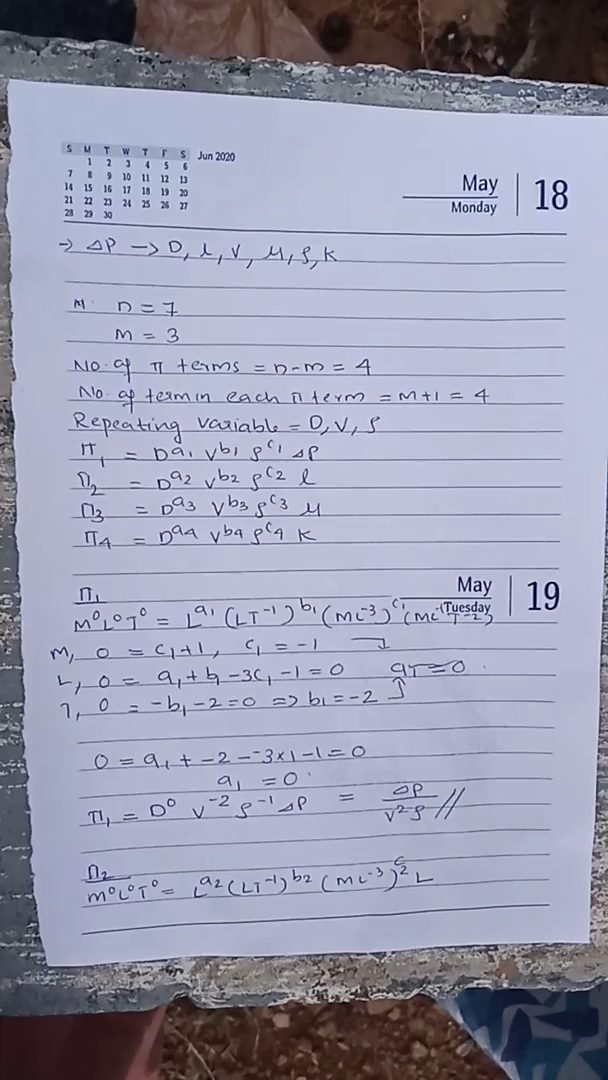 S M T W T F S Jun 2020
1 2 3 4 5 6
7 8 9 10 11 12 13
14 15 16 17 18 19 20
21 22 23 24 25 26 27
28 29 30
May
Monday
18
→ ΔP → D, l, V, μ, ρ, K
n = 7
m = 3
No. of π terms = n-m = 4
No. of term in each π term = m+1 = 4
Repeating variable = D, V, ρ
π₁ = D^a₁ V^b₁ ρ^c₁ ΔP
π₂ = D^a₂ V^b₂ ρ^c₂ l
π₃ = D^a₃ V^b₃ ρ^c₃ μ
π₄ = D^a₄ V^b₄ ρ^c₄ K
May
Tuesday
19
π₁
M⁰L⁰T⁰ = L^a₁ (LT⁻¹)^b₁ (ML⁻³)^c₁ (ML⁻¹T⁻²)
M, 0 = c₁+1, c₁ = -1
L, 0 = a₁ + b₁ - 3c₁ - 1 = 0 a₁ = 0
T, 0 = -b₁ - 2 = 0 => b₁ = -2
0 = a₁ + -2 - -3×1 - 1 = 0
a₁ = 0
π₁ = D⁰ V⁻² ρ⁻¹ ΔP = ΔP / V²ρ //
π₂
M⁰L⁰T⁰ = L^a₂ (LT⁻¹)^b₂ (ML⁻³)^c₂ L